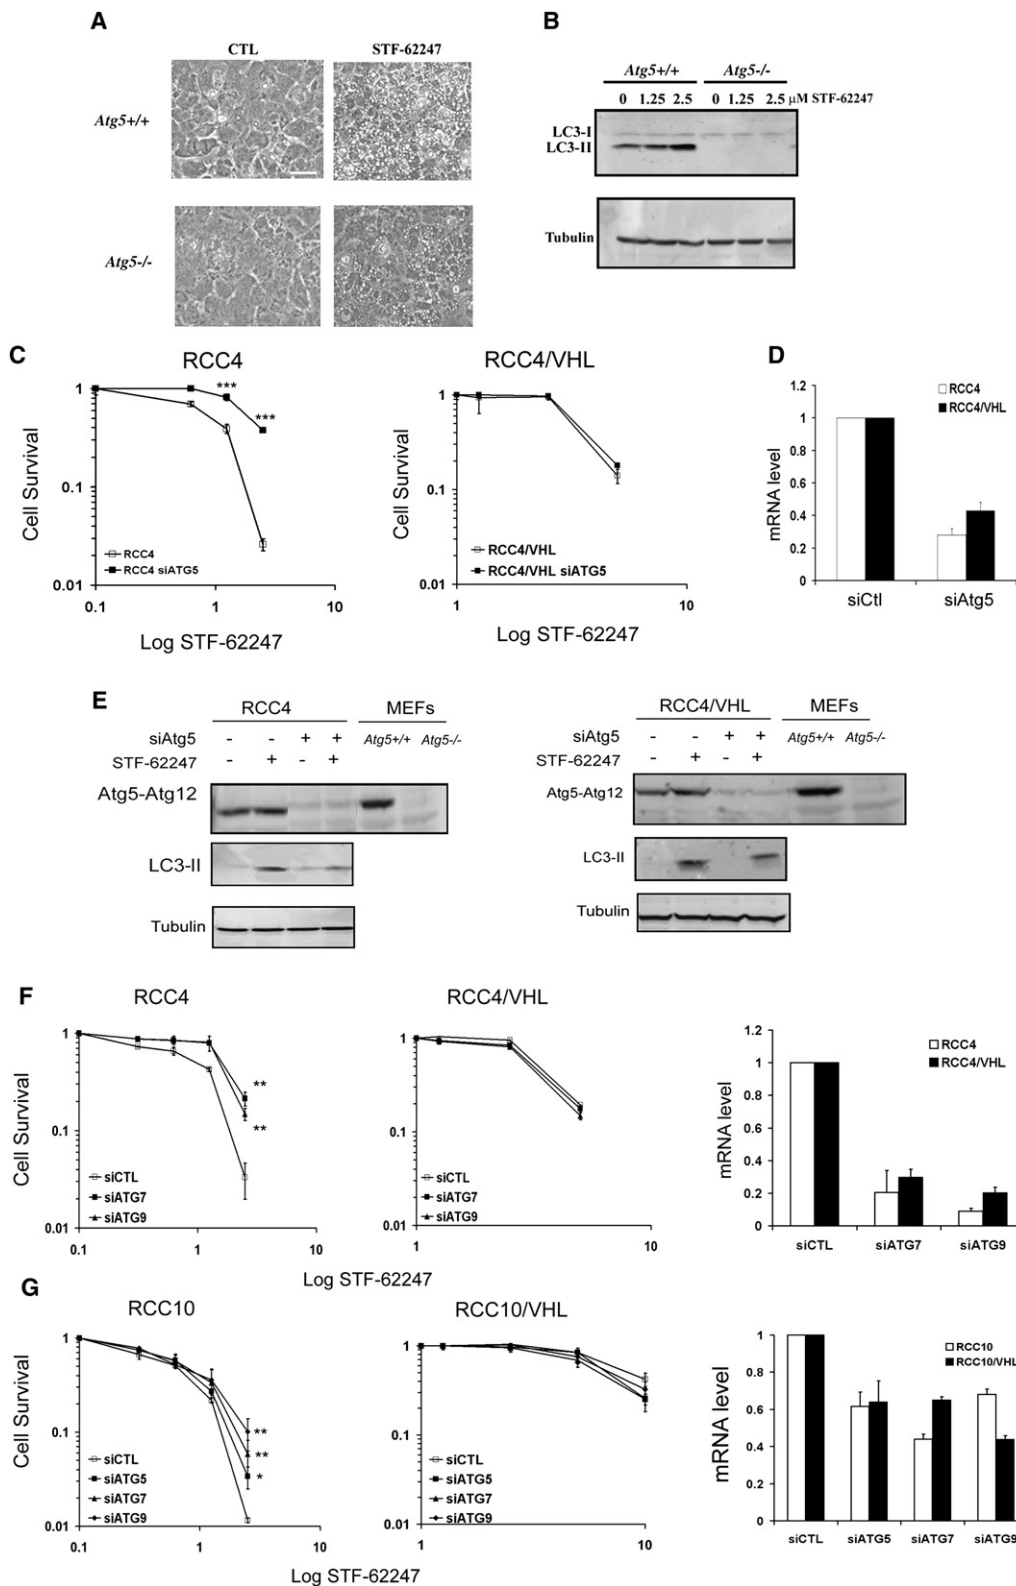 A
CTL
STF-62247
Atg5+/+
Atg5-/-
B
Atg5+/+ Atg5-/-
0 1.25 2.5 0 1.25 2.5 μM STF-62247
LC3-I
LC3-II
Tubulin
C
RCC4
1
0.1
0.01
0.1 1 10
Cell Survival
*** 
***
RCC4
RCC4 siATG5
Log STF-62247
RCC4/VHL
1
0.1
0.01
1 10
Cell Survival
RCC4/VHL
RCC4/VHL siATG5
Log STF-62247
D
1.2
1
0.8
0.6
0.4
0.2
0
mRNA level
RCC4
RCC4/VHL
siCtl siAtg5
E
RCC4 MEFs
siAtg5 - - + + Atg5+/+ Atg5-/-
STF-62247 - + - +
Atg5-Atg12
LC3-II
Tubulin
RCC4/VHL MEFs
siAtg5 - - + + Atg5+/+ Atg5-/-
STF-62247 - + - +
Atg5-Atg12
LC3-II
Tubulin
F
RCC4
1
0.1
0.01
0.1 1 10
Cell Survival
**
**
siCTL
siATG7
siATG9
RCC4/VHL
1
0.1
0.01
1 10
siCTL
siATG7
siATG9
Log STF-62247
1.2
1
0.8
0.6
0.4
0.2
0
mRNA level
RCC4
RCC4/VHL
siCTL siATG7 siATG9
G
RCC10
1
0.1
0.01
0.1 1 10
Cell Survival
**
**
*
siCTL
siATG5
siATG7
siATG9
RCC10/VHL
1
0.1
0.01
1 10
siCTL
siATG5
siATG7
siATG9
Log STF-62247
1.2
1
0.8
0.6
0.4
0.2
0
mRNA level
RCC10
RCC10/VHL
siCTL siATG5 siATG7 siATG9